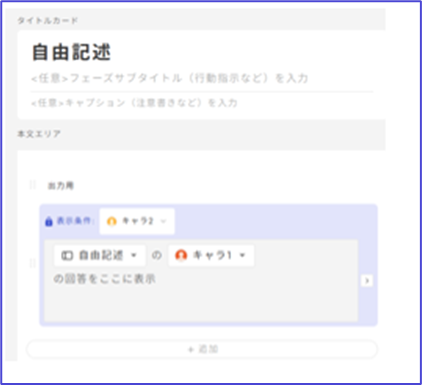 タイトルカード
自由記述
<任意>フェーズサブタイトル（行動指示など）を入力
<任意>キャプション（注意書きなど）を入力
本文エリア
出力用
表示条件: キャラ2
自由記述 の キャラ1
の回答をここに表示
+ 追加